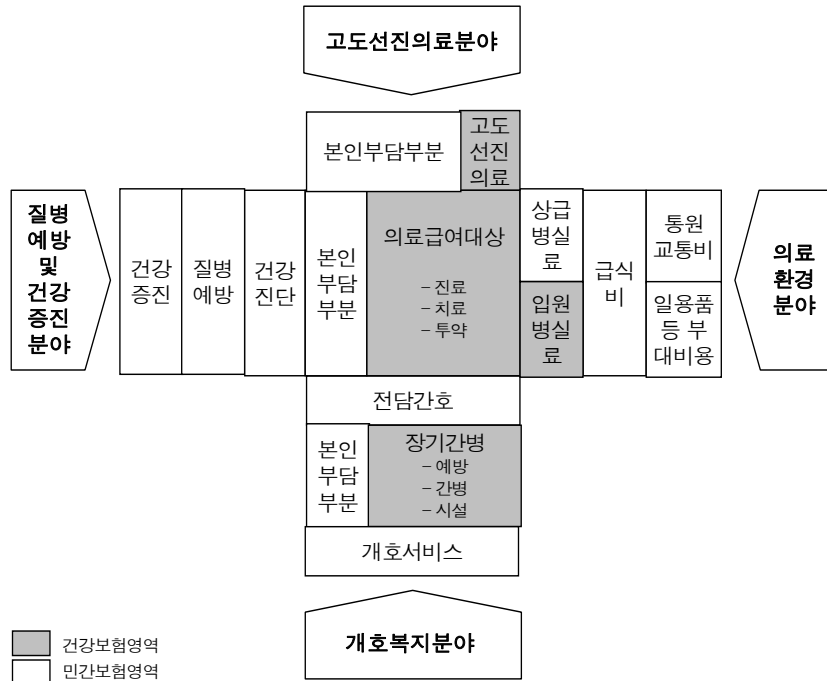 고도선진의료분야
본인부담부분
고도
선진
의료
질병
예방
및
건강
증진
분야
건강
증진
질병
예방
건강
진단
본인
부담
부분
의료급여대상
– 진료
– 치료
– 투약
상급
병실
료
입원
병실
료
급식
비
통원
교통비
일용품
등 부
대비용
의료
환경
분야
전담간호
본인
부담
부분
장기간병
– 예방
– 간병
– 시설
개호서비스
개호복지분야
건강보험영역
민간보험영역